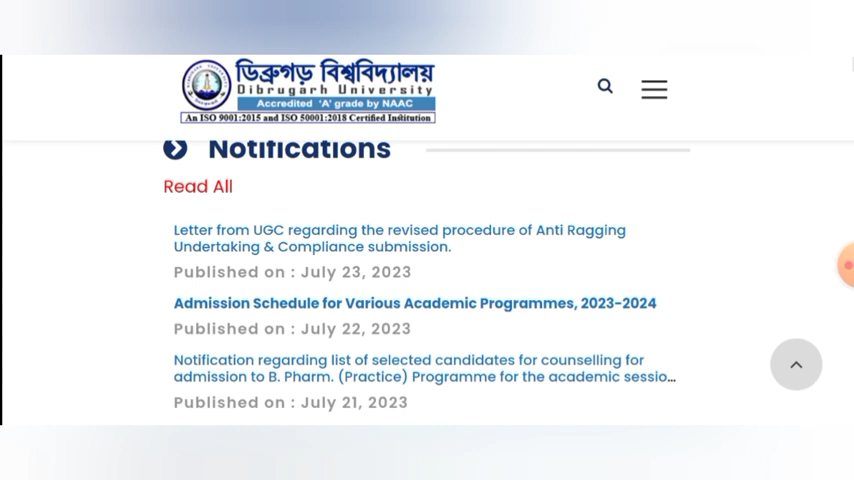 ডিব্ৰুগড় বিশ্ববিদ্যালয়
Dibrugarh University
Accredited 'A' grade by NAAC
An ISO 9001:2015 and ISO 50001:2018 Certified Institution
Notifications
Read All
Letter from UGC regarding the revised procedure of Anti Ragging
Undertaking & Compliance submission.
Published on : July 23, 2023
Admission Schedule for Various Academic Programmes, 2023-2024
Published on : July 22, 2023
Notification regarding list of selected candidates for counselling for
admission to B. Pharm. (Practice) Programme for the academic sessio...
Published on : July 21, 2023